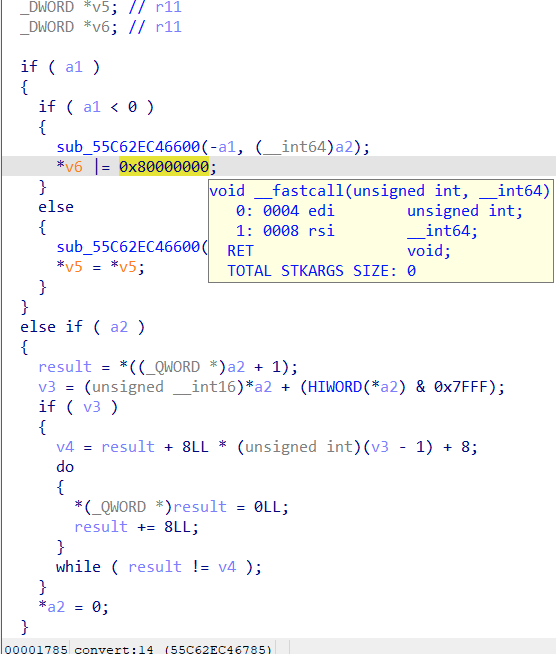 _DWORD *v5; // r11
_DWORD *v6; // r11
if ( a1 )
{
if ( a1 < 0 )
{
sub_55C62EC46600(-a1, (__int64)a2);
*v6 |= 0x80000000;
}
else
{
sub_55C62EC46600(
*v5 = *v5;
}
}
void __fastcall(unsigned int, __int64)
0: 0004 edi unsigned int;
1: 0008 rsi __int64;
RET void;
TOTAL STKARGS SIZE: 0
else if ( a2 )
{
result = *((_QWORD *)a2 + 1);
v3 = (unsigned __int16)*a2 + (HIWORD(*a2) & 0x7FFF);
if ( v3 )
{
v4 = result + 8LL * (unsigned int)(v3 - 1) + 8;
do
{
*(_QWORD *)result = 0LL;
result += 8LL;
}
while ( result != v4 );
}
*a2 = 0;
}
00001785 convert:14 (55C62EC46785)